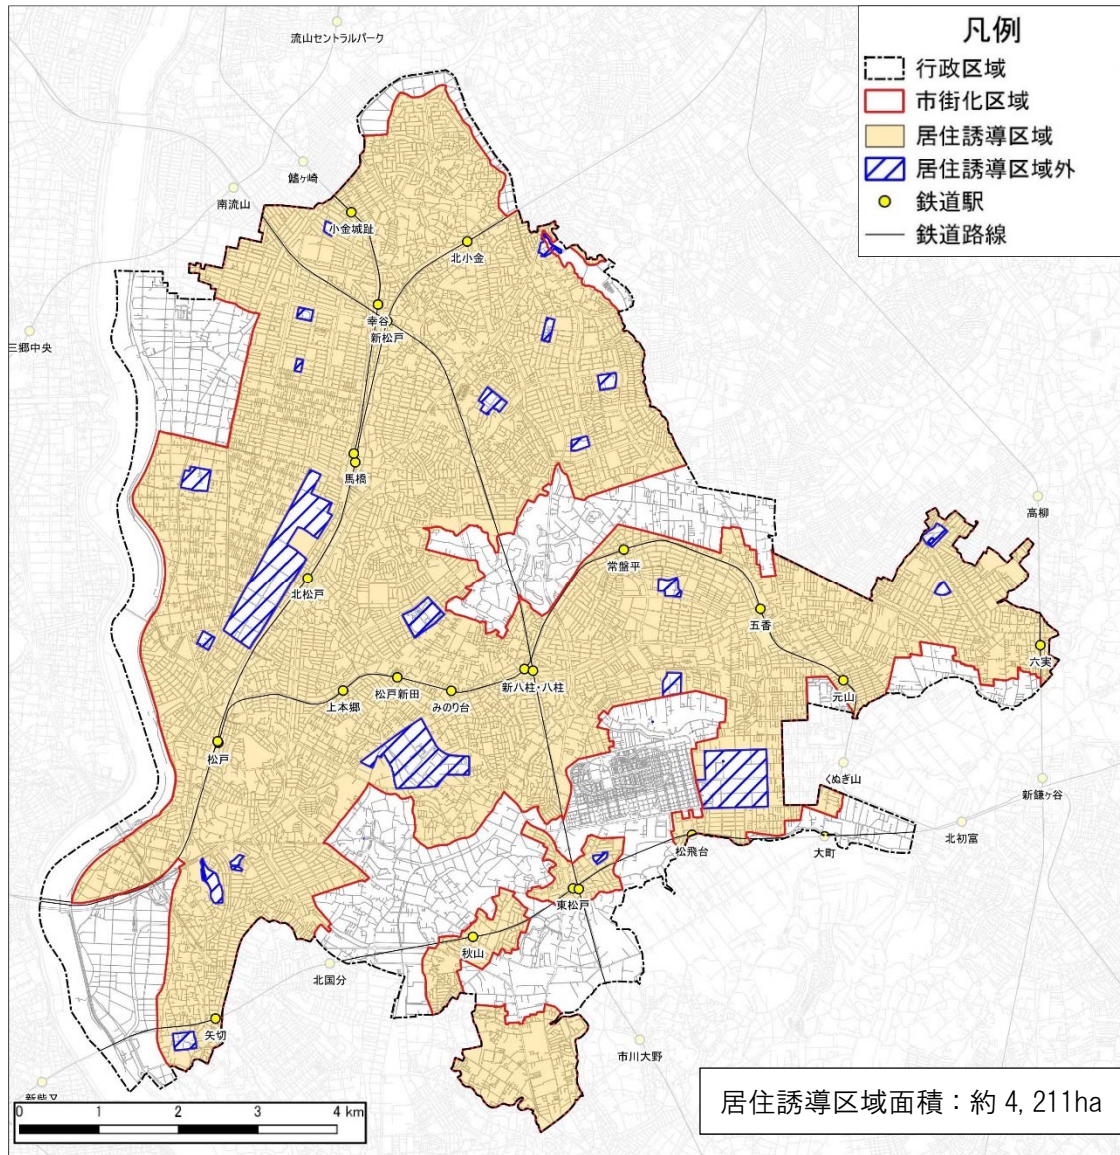 凡例
行政区域
市街化区域
居住誘導区域
居住誘導区域外
鉄道駅
鉄道路線
流山セントラルパーク
鰭ヶ崎
南流山
小金城趾
北小金
幸谷
新松戸
三郷中央
馬橋
高柳
常盤平
北松戸
五香
六実
新八柱・八柱
元山
松戸新田
みのり台
上本郷
松戸
くぬぎ山
新鎌ヶ谷
北初富
松飛台
大町
東松戸
秋山
北国分
矢切
市川大野
新柴又
0 1 2 3 4 km
居住誘導区域面積：約 4,211ha